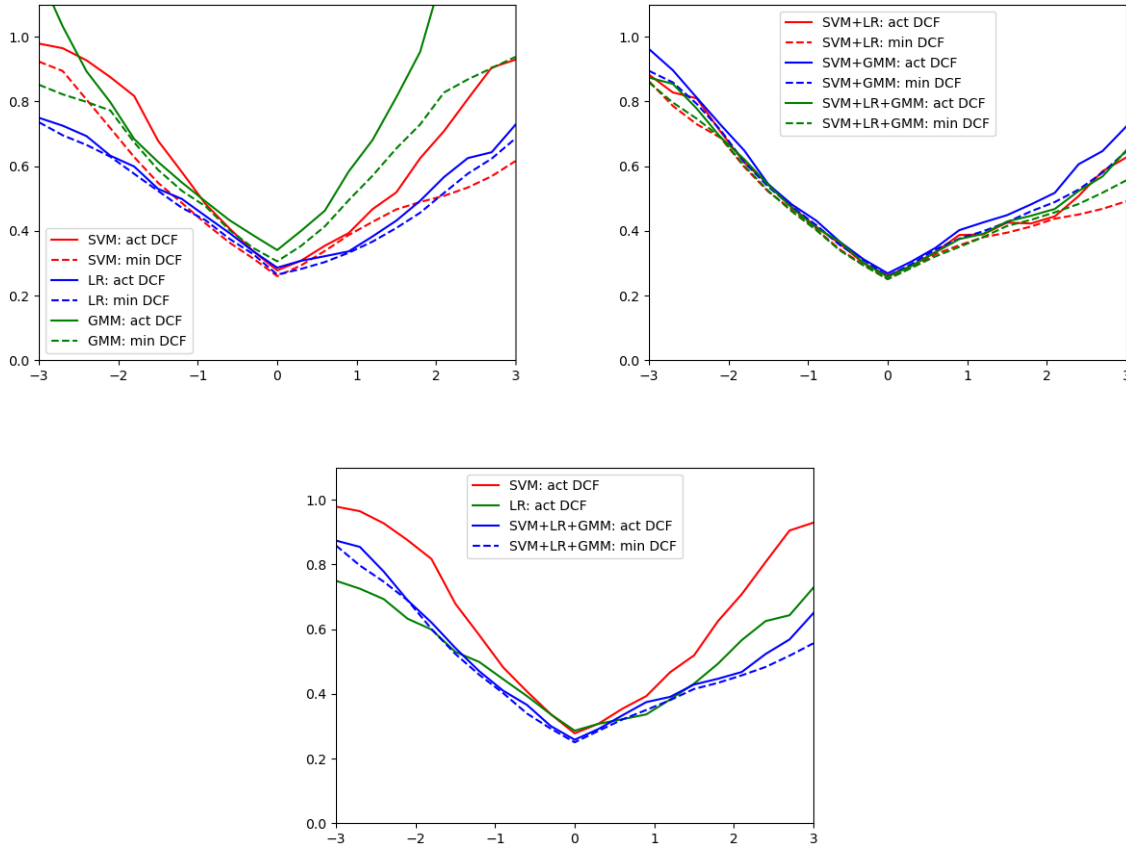 1.0
0.8
0.6
0.4
0.2
0.0
SVM: act DCF
SVM: min DCF
LR: act DCF
LR: min DCF
GMM: act DCF
GMM: min DCF
−3 −2 −1 0 1 2 3
1.0
0.8
0.6
0.4
0.2
0.0
SVM+LR: act DCF
SVM+LR: min DCF
SVM+GMM: act DCF
SVM+GMM: min DCF
SVM+LR+GMM: act DCF
SVM+LR+GMM: min DCF
−3 −2 −1 0 1 2 3
1.0
0.8
0.6
0.4
0.2
0.0
SVM: act DCF
LR: act DCF
SVM+LR+GMM: act DCF
SVM+LR+GMM: min DCF
−3 −2 −1 0 1 2 3